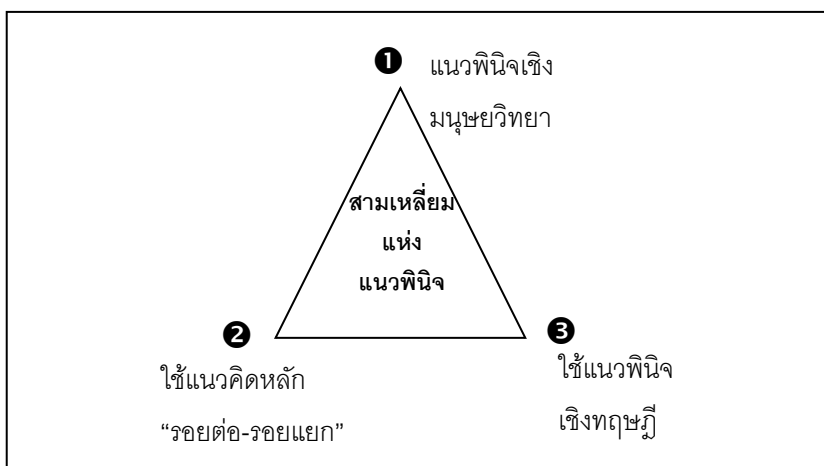 ❶ แนวพินิจเชิง
มนุษยวิทยา
สามเหลี่ยม
แห่ง
แนวพินิจ
❷
ใช้แนวคิดหลัก
“รอยต่อ-รอยแยก”
❸
ใช้แนวพินิจ
เชิงทฤษฎี